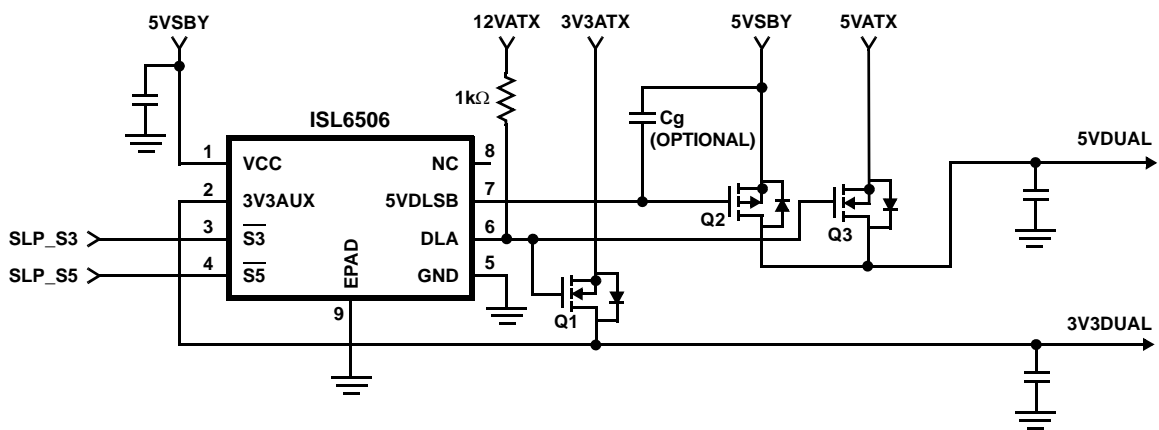 5VSBY
12VATX
3V3ATX
5VSBY
5VATX
1kΩ
ISL6506
Cg
(OPTIONAL)
1
VCC
NC
8
5VDUAL
2
3V3AUX
5VDLSB
7
Q2
Q3
SLP_S3
3
S3
DLA
6
SLP_S5
4
S5
EPAD
GND
5
9
Q1
3V3DUAL